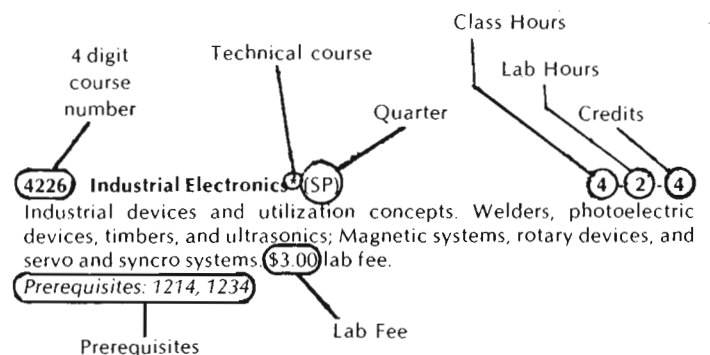 Class Hours
4 digit
course
number
Technical course
Lab Hours
Quarter
Credits
4226 Industrial Electronics* (SP) 4 - 2 - 4
Industrial devices and utilization concepts. Welders, photoelectric
devices, timbers, and ultrasonics; Magnetic systems, rotary devices, and
servo and syncro systems. $3.00 lab fee.
Prerequisites: 1214, 1234
Lab Fee
Prerequisites